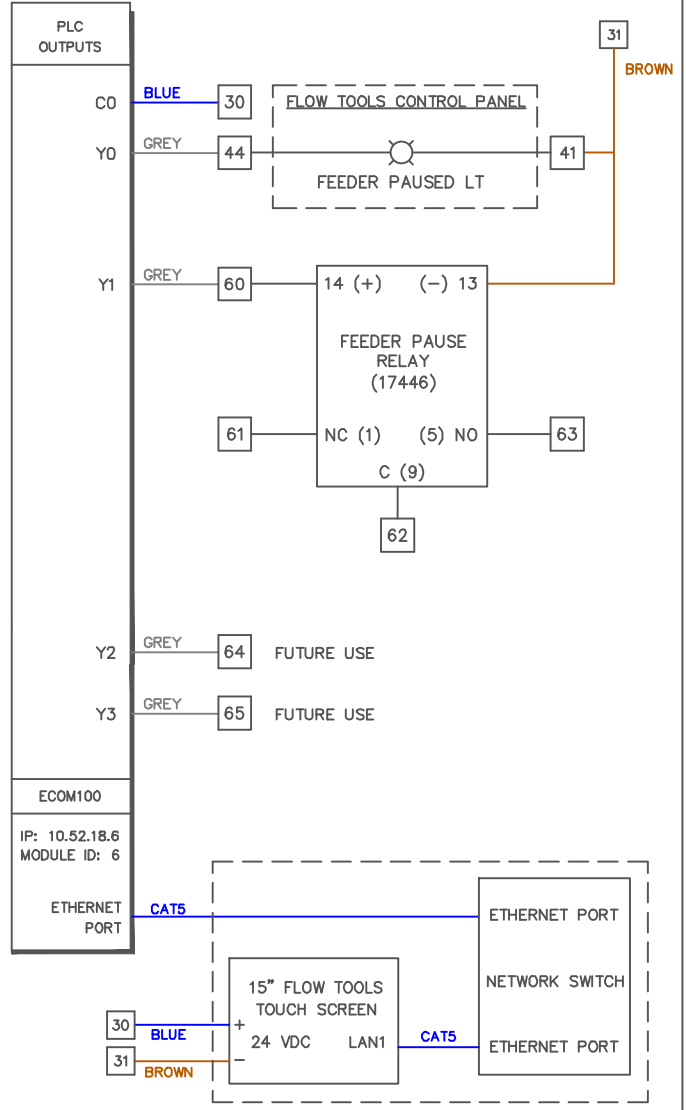 PLC
OUTPUTS
31
BROWN
C0
BLUE
30
FLOW TOOLS CONTROL PANEL
Y0
GREY
44
41
FEEDER PAUSED LT
Y1
GREY
60
14 (+)
(-) 13
FEEDER PAUSE
RELAY
(17446)
61
NC (1)
(5) NO
63
C (9)
62
Y2
GREY
64
FUTURE USE
Y3
GREY
65
FUTURE USE
ECOM100
IP: 10.52.18.6
MODULE ID: 6
ETHERNET
PORT
CAT5
ETHERNET PORT
NETWORK SWITCH
15" FLOW TOOLS
TOUCH SCREEN
30
BLUE
+
24 VDC
LAN1
CAT5
ETHERNET PORT
31
BROWN
-